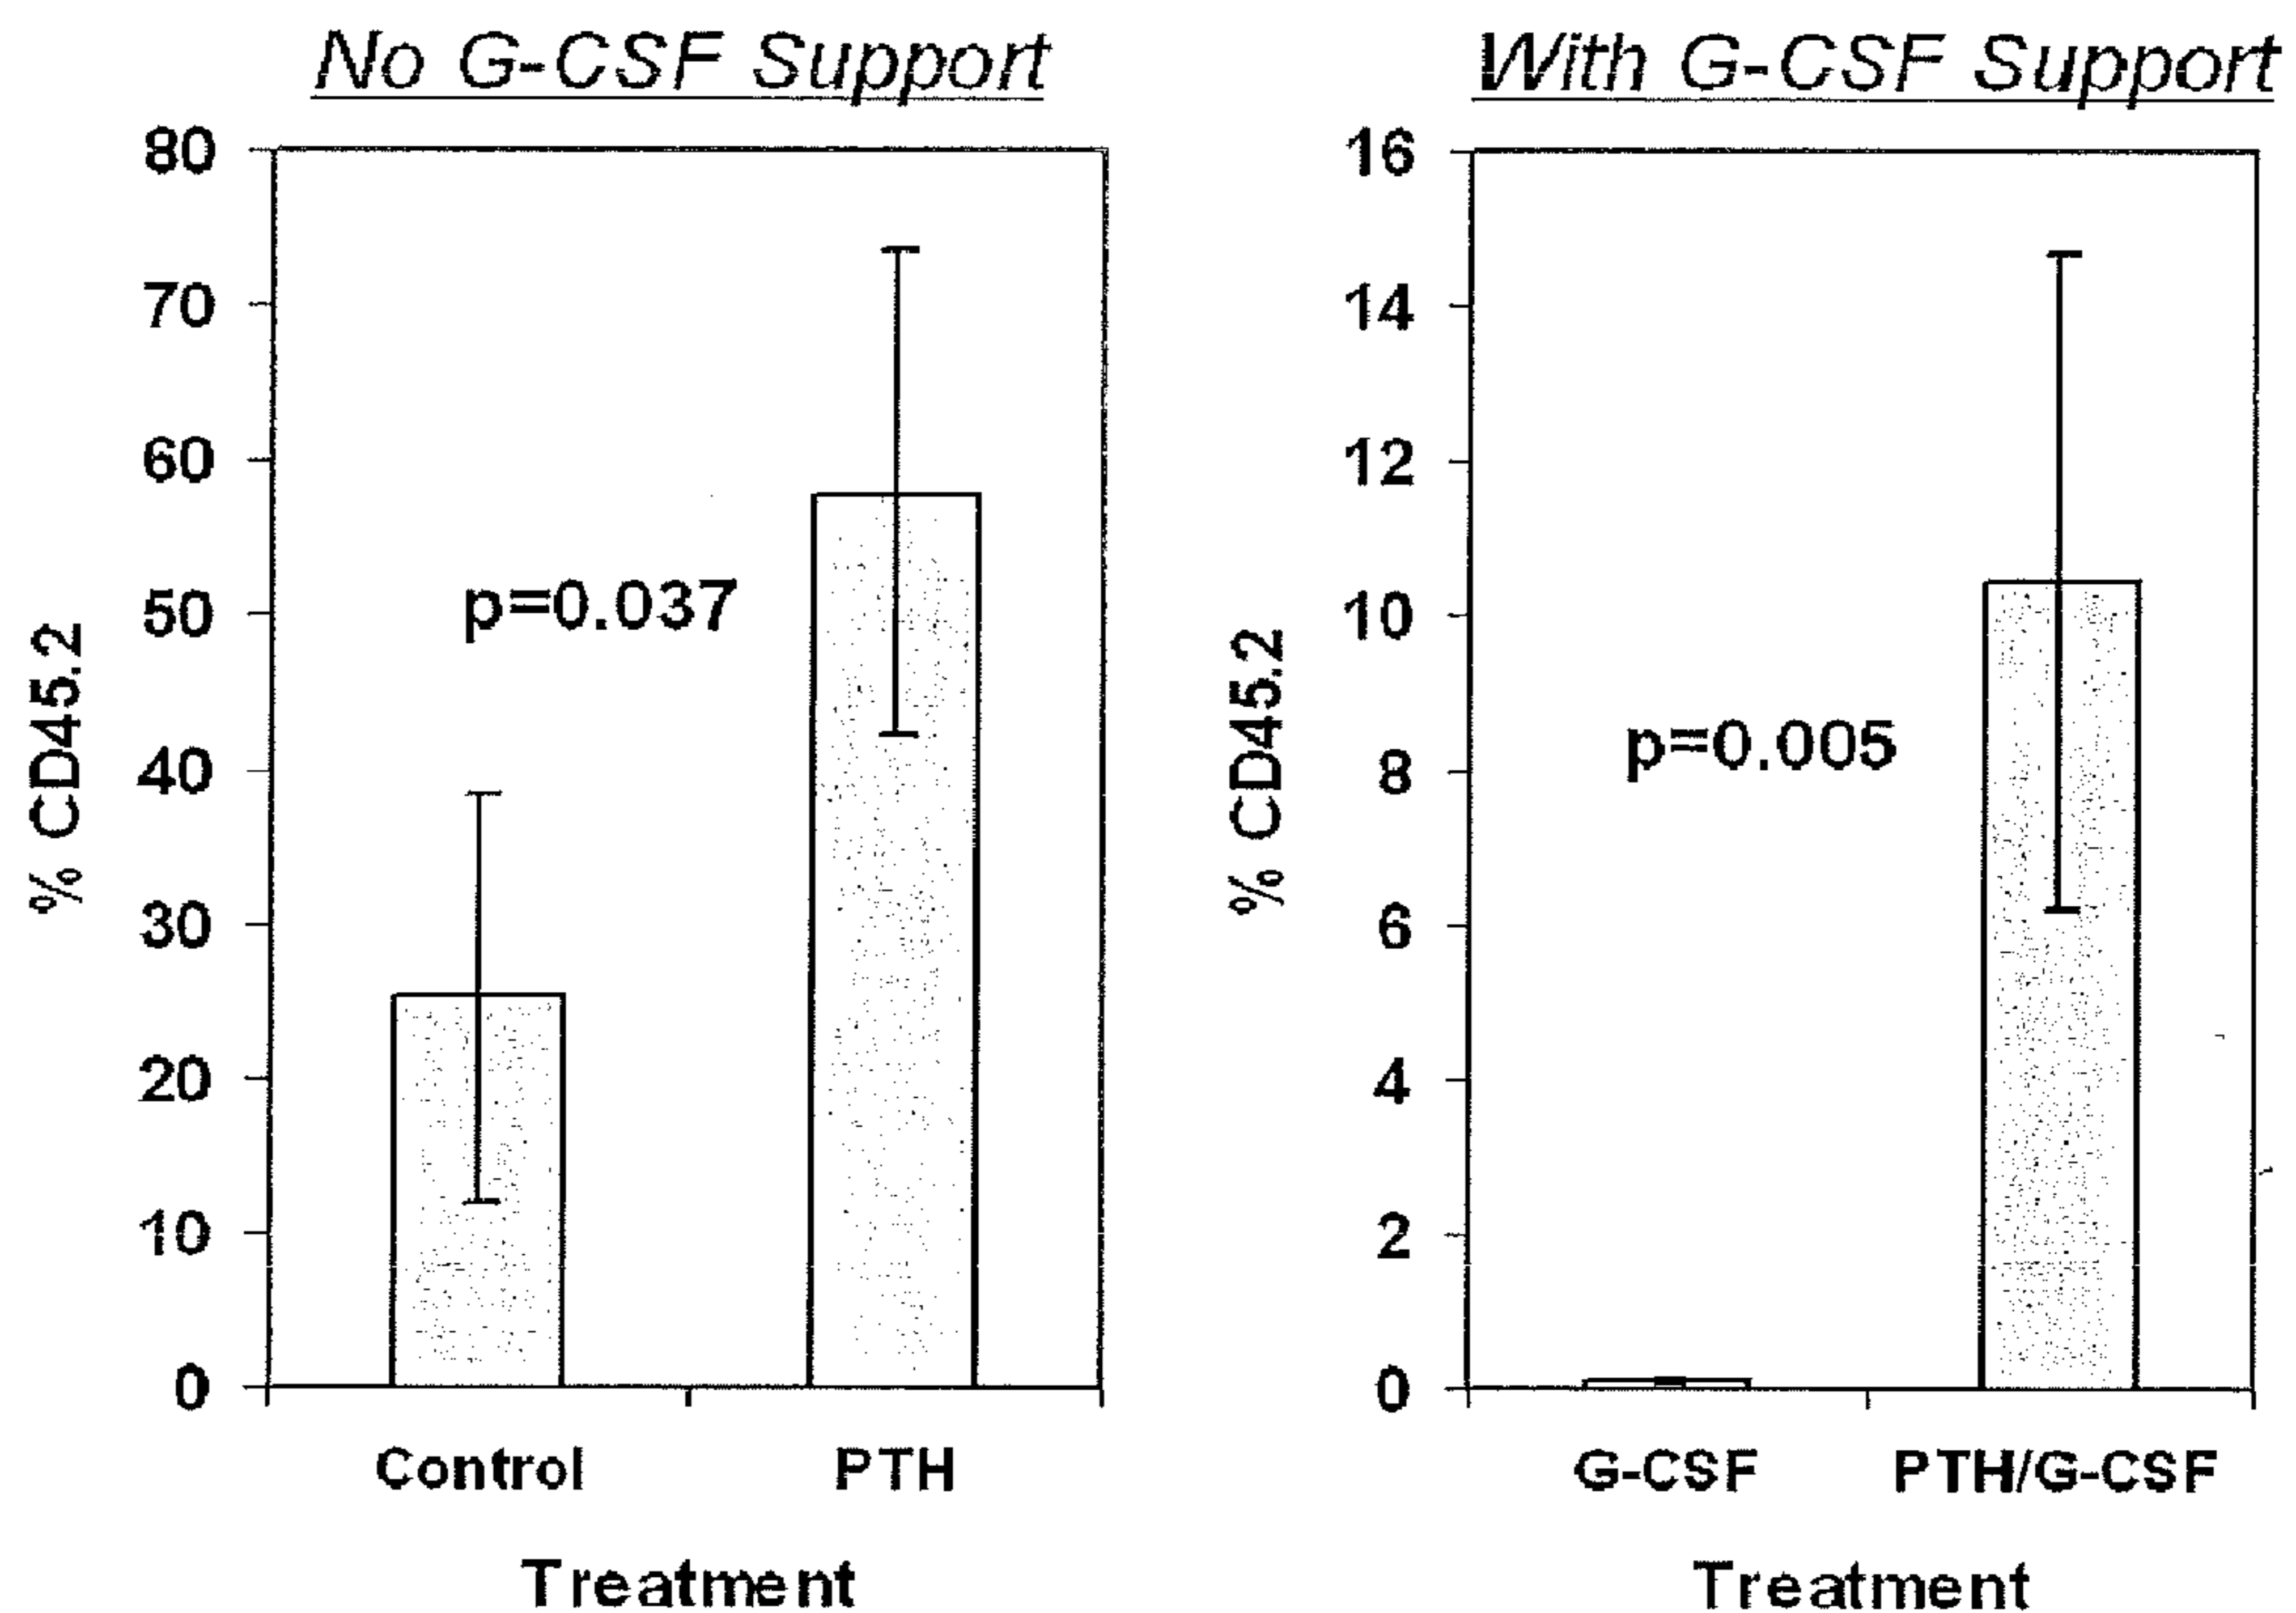 No G-CSF Support
80
70
60
50
40
30
20
10
0
% CD45.2
p=0.037
Control PTH
Treatment
With G-CSF Support
16
14
12
10
8
6
4
2
0
% CD45.2
p=0.005
G-CSF PTH/G-CSF
Treatment